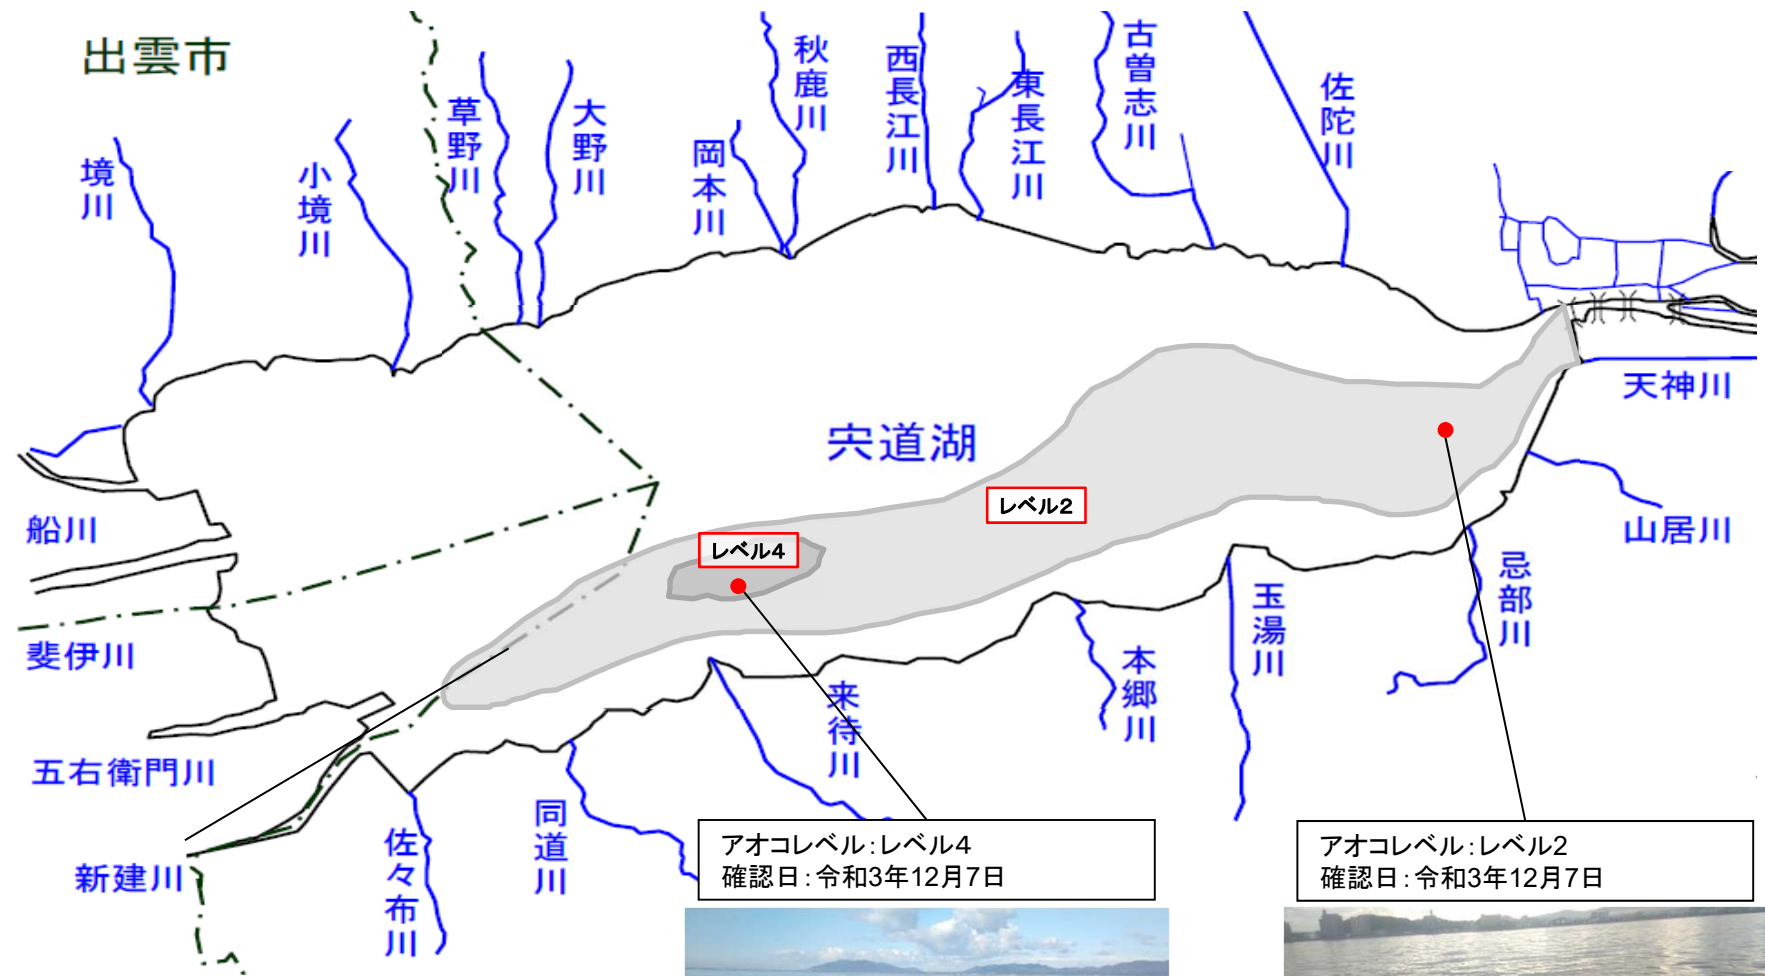 出雲市
境川
小境川
草野川
大野川
岡本川
秋鹿川
西長江川
東長江川
古曽志川
佐陀川
天神川
山居川
忌部川
玉湯川
本郷川
来待川
同道川
佐々布川
新建川
五右衛門川
斐伊川
船川
宍道湖
レベル2
レベル4
アオコレベル:レベル4
確認日:令和3年12月7日
アオコレベル:レベル2
確認日:令和3年12月7日